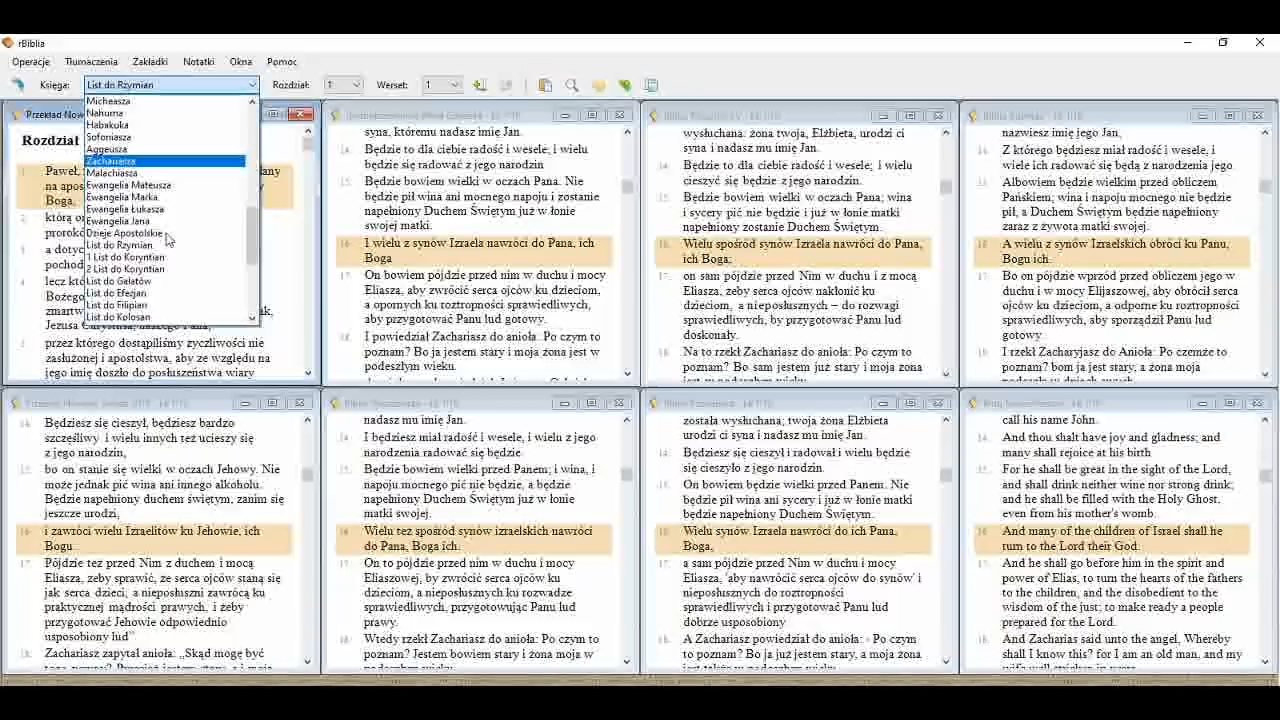 rBiblia
Operacje Tłumaczenia Zakładki Notatki Okna Pomoc
Księga: List do Rzymian Rozdział: 1 Werset: 1
Micheasza
Nahuma
Habakuka
Sofoniasza
Aggeusza
Zachariasza
Malachiasza
Ewangelia Mateusza
Ewangelia Marka
Ewangelia Łukasza
Ewangelia Jana
Dzieje Apostolskie
List do Rzymian
1 List do Koryntian
2 List do Koryntian
List do Galatów
List do Efezjan
List do Filipian
List do Kolosan
Przekład Now
Rozdział
Paweł,
na apos
Boga,
2 którą
prorok
a dotyc
pochod
4 lecz któ
Bożego
zmartw
Jezusa Chrystusa, naszego Pana,
przez którego dostąpiliśmy życzliwości nie
zasłużonej i apostolstwa, aby ze względu na
jego imię doszło do posłuszeństwa wiary
syna, któremu nadasz imię Jan.
14. Będzie to dla ciebie radość i wesele, i wielu
będzie się radować z jego narodzin
15. Będzie bowiem wielki w oczach Pana. Nie
będzie pił wina ani mocnego napoju i zostanie
napełniony Duchem Świętym już w łonie
swojej matki.
16. I wielu z synów Izraela nawróci do Pana, ich
Boga
17. On bowiem pójdzie przed nim w duchu i mocy
Eliasza, aby zwrócić serca ojców ku dzieciom,
a opornych ku roztropności sprawiedliwych,
aby przygotować Panu lud gotowy.
18. I powiedział Zachariasz do anioła: Po czym to
poznam? Bo ja jestem stary i moja żona jest w
podeszłym wieku.
wysłuchana: żona twoja, Elżbieta, urodzi ci
syna i nadasz mu imię Jan.
14. Będzie to dla ciebie radość i wesele; i wielu
cieszyć się będzie z jego narodzin.
15. Będzie bowiem wielki w oczach Pana; wina
i sycery pić nie będzie i już w łonie matki
napełniony zostanie Duchem Świętym.
16. Wielu spośród synów Izraela nawróci do Pana,
ich Boga;
17. on sam pójdzie przed Nim w duchu i z mocą
Eliasza, żeby serca ojców nakłonić ku
dzieciom, a nieposłusznych – do rozwagi
sprawiedliwych, by przygotować Panu lud
doskonały.
18. Na to rzekł Zachariasz do anioła: Po czym to
poznam? Bo sam jestem już stary i moja żona
nazwiesz imię jego Jan,
14. Z którego będziesz miał radość i wesele, i
wiele ich radować się będą z narodzenia jego.
15. Albowiem będzie wielkim przed obliczem
Pańskiem; wina i napoju mocnego nie będzie
pił, a Duchem Świętym napełniony będzie
zaraz z żywota matki swojej.
16. A wielu z synów Izraelskich obróci ku Panu,
Bogu ich.
17. Bo on pójdzie wprzód przed obliczem jego w
duchu i w mocy Elijaszowej, aby obrócił serca
ojców ku dzieciom, a odporne ku roztropności
sprawiedliwych, aby sporządził Panu lud
gotowy
18. I rzekł Zacharyjasz do Anioła: Po czemże to
poznam? bom ja jest stary, a żona moja
14. Będziesz się cieszył, będziesz bardzo
szczęśliwy i wielu innych też ucieszy się
z jego narodzin,
15. bo on stanie się wielki w oczach Jehowy. Nie
może jednak pić wina ani innego alkoholu.
Będzie napełniony duchem świętym, zanim się
jeszcze urodzi,
16. i zawróci wielu Izraelitów ku Jehowie, ich
Bogu
17. Pójdzie też przed Nim z duchem i mocą
Eliasza, żeby sprawić, że serca ojców staną się
jak serca dzieci, a nieposłuszni zawrócą ku
praktycznej mądrości prawych, i żeby
przygotować Jehowie odpowiednio
usposobiony lud”
18. Zachariasz zapytał anioła: „Skąd mogę być
nadasz mu imię Jan.
14. I będziesz miał radość i wesele, i wielu z jego
narodzenia radować się będzie
15. Będzie bowiem wielki przed Panem; i wina, i
napoju mocnego pić nie będzie, a będzie
napełniony Duchem Świętym już w łonie
matki swojej.
16. Wielu też spośród synów izraelskich nawróci
do Pana, Boga ich.
17. On to pójdzie przed nim w duchu i mocy
Eliaszowej, by zwrócić serca ojców ku
dzieciom, a nieposłusznych ku rozwadze
sprawiedliwych, przygotowując Panu lud
prawy.
18. Wtedy rzekł Zachariasz do anioła: Po czym to
poznam? Jestem bowiem stary i żona moja w
została wysłuchana; twoja żona Elżbieta
urodzi ci syna i nadasz mu imię Jan.
14. Będziesz się cieszył i radował i wielu będzie
się cieszyło z jego narodzin.
15. On bowiem będzie wielki przed Panem. Nie
będzie pił wina ani sycery i już w łonie matki
będzie napełniony Duchem Świętym.
16. Wielu synów Izraela nawróci do ich Pana,
Boga,
17. a sam pójdzie przed Nim w duchu i mocy
Eliasza, 'aby nawrócić serca ojców do synów' i
nieposłusznych do roztropności
sprawiedliwych i przygotować Panu lud
dobrze usposobiony
18. A Zachariasz powiedział do anioła: - Po czym
to poznam? Bo ja już jestem stary, a moja żona
call his name John.
14. And thou shalt have joy and gladness; and
many shall rejoice at his birth
15. For he shall be great in the sight of the Lord,
and shall drink neither wine nor strong drink;
and he shall be filled with the Holy Ghost,
even from his mother's womb.
16. And many of the children of Israel shall he
turn to the Lord their God.
17. And he shall go before him in the spirit and
power of Elias, to turn the hearts of the fathers
to the children, and the disobedient to the
wisdom of the just; to make ready a people
prepared for the Lord.
18. And Zacharias said unto the angel, Whereby
shall I know this? for I am an old man, and my